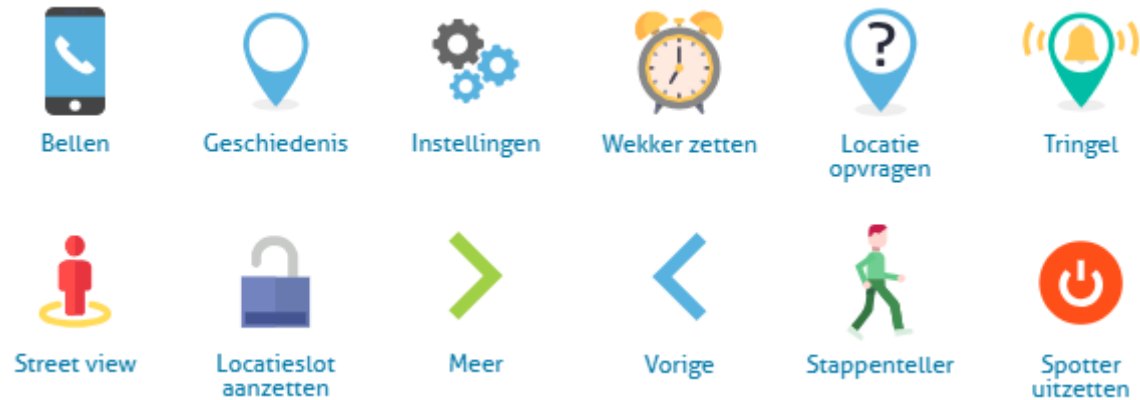 Bellen
Geschiedenis
Instellingen
Wekker zetten
Locatie
opvragen
?
Tringel
Street view
Locatieslot
aanzetten
Meer
Vorige
Stappenteller
Spotter
uitzetten